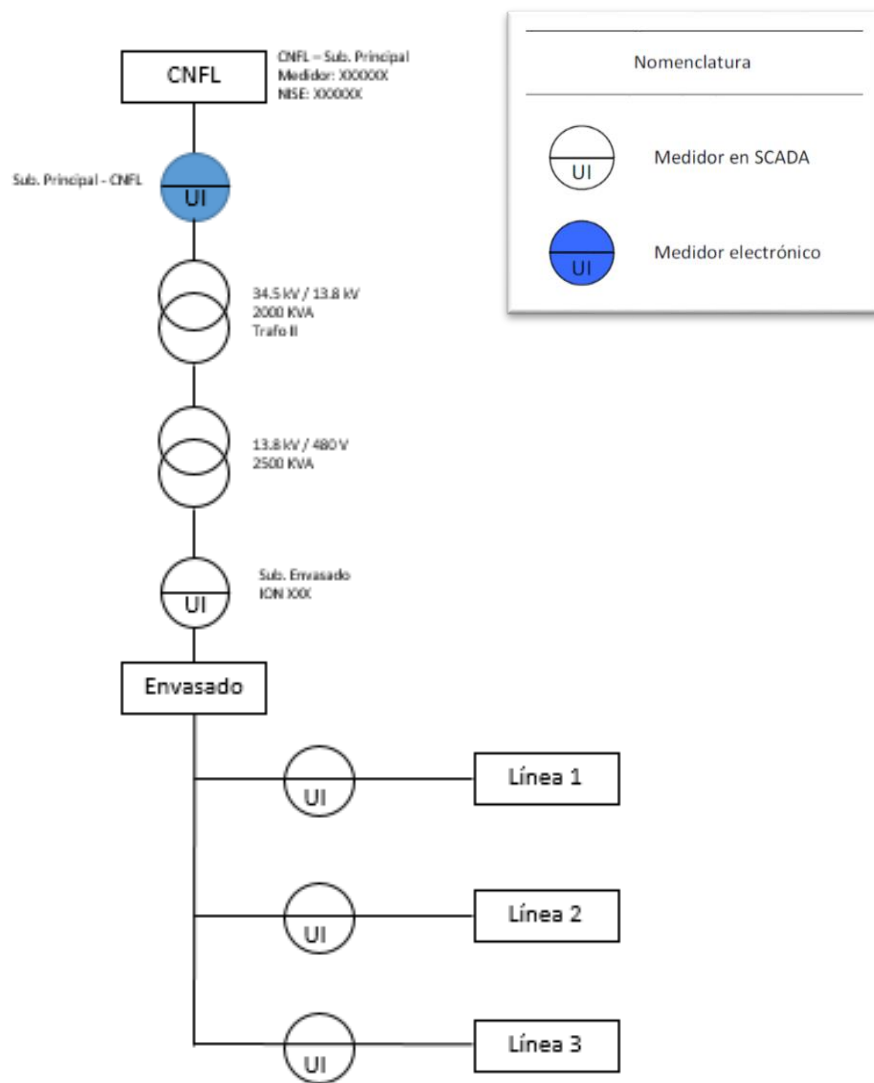 CNFL
CNFL – Sub. Principal
Medidor: XXXXXX
NISE: XXXXXX
Nomenclatura
UI
Medidor en SCADA
UI
Medidor electrónico
Sub. Principal - CNFL
UI
34.5 kV / 13.8 kV
2000 KVA
Trafo II
13.8 kV / 480 V
2500 KVA
UI
Sub. Envasado
ION XXX
Envasado
UI
Línea 1
UI
Línea 2
UI
Línea 3